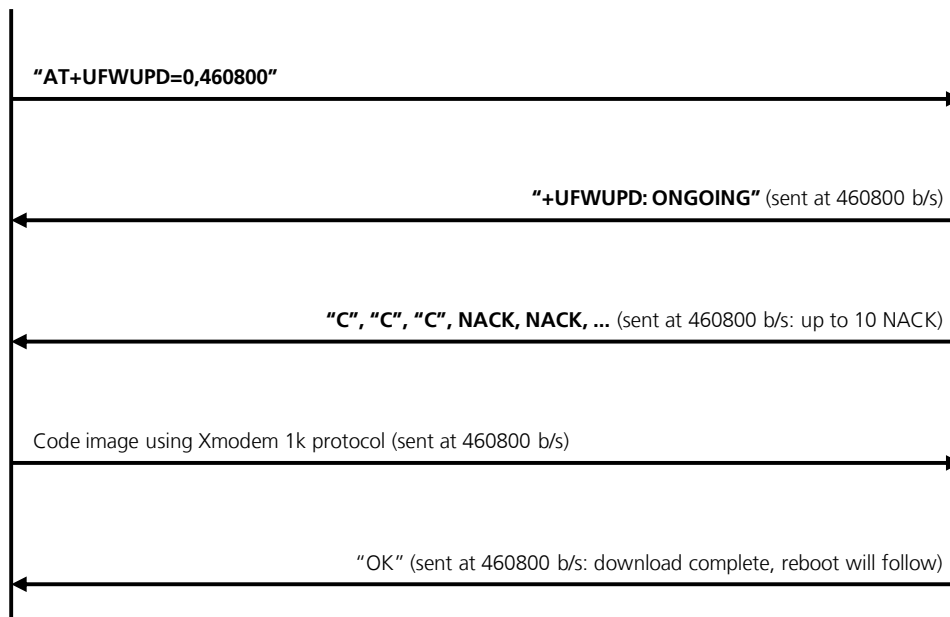 “AT+UFWUPD=0,460800”
“+UFWUPD: ONGOING” (sent at 460800 b/s)
“C”, “C”, “C”, NACK, NACK, ... (sent at 460800 b/s: up to 10 NACK)
Code image using Xmodem 1k protocol (sent at 460800 b/s)
“OK” (sent at 460800 b/s: download complete, reboot will follow)